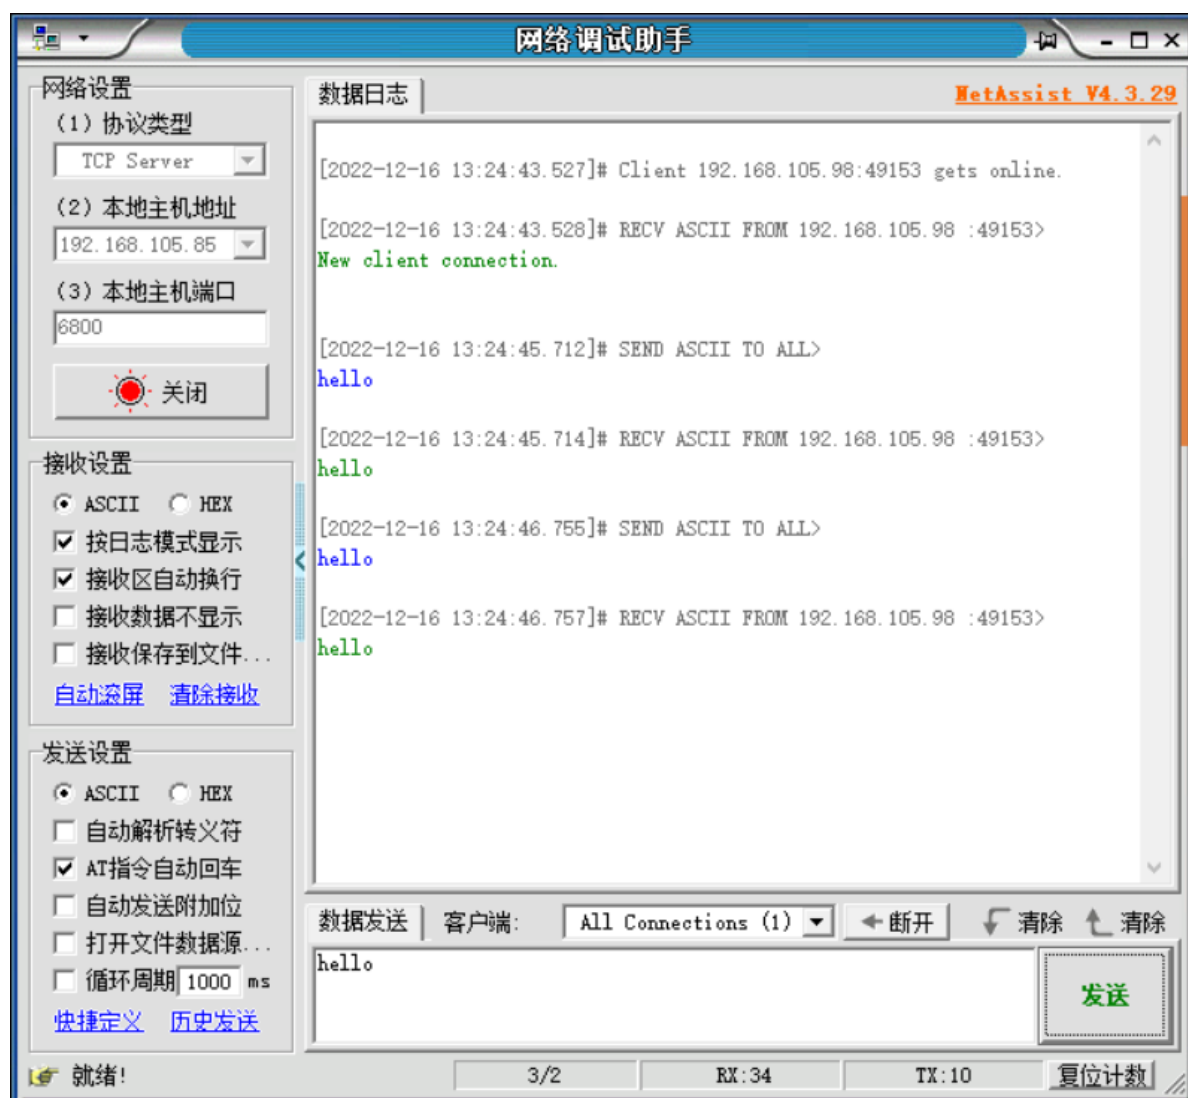 网络调试助手
网络设置
(1) 协议类型
TCP Server
(2) 本地主机地址
192.168.105.85
(3) 本地主机端口
6800
关闭
接收设置
ASCII HEX
按日志模式显示
接收区自动换行
接收数据不显示
接收保存到文件...
自动滚屏 清除接收
发送设置
ASCII HEX
自动解析转义符
AT指令自动回车
自动发送附加位
打开文件数据源...
循环周期 1000 ms
快捷定义 历史发送
数据日志
NetAssist V4.3.29
[2022-12-16 13:24:43.527]# Client 192.168.105.98:49153 gets online.
[2022-12-16 13:24:43.528]# RECV ASCII FROM 192.168.105.98 :49153>
New client connection.
[2022-12-16 13:24:45.712]# SEND ASCII TO ALL>
hello
[2022-12-16 13:24:45.714]# RECV ASCII FROM 192.168.105.98 :49153>
hello
[2022-12-16 13:24:46.755]# SEND ASCII TO ALL>
hello
[2022-12-16 13:24:46.757]# RECV ASCII FROM 192.168.105.98 :49153>
hello
数据发送 客户端: All Connections (1) 断开 清除 清除
hello
发送
就绪! 3/2 RX:34 TX:10 复位计数